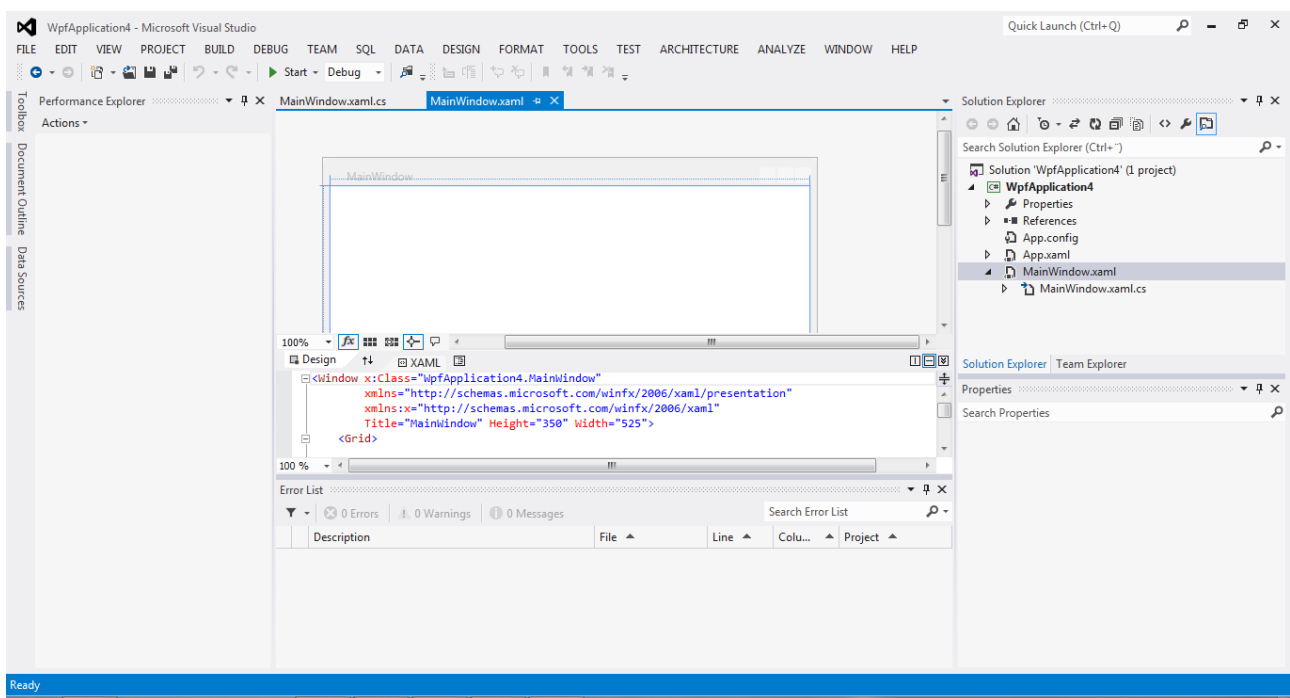 WpfApplication4 - Microsoft Visual Studio
Quick Launch (Ctrl+Q)
FILE EDIT VIEW PROJECT BUILD DEBUG TEAM SQL DATA DESIGN FORMAT TOOLS TEST ARCHITECTURE ANALYZE WINDOW HELP
Start Debug
Toolbox
Document Outline
Data Sources
Performance Explorer
Actions
MainWindow.xaml.cs MainWindow.xaml
MainWindow
100%
Design XAML
<Window x:Class="WpfApplication4.MainWindow"
xmlns="http://schemas.microsoft.com/winfx/2006/xaml/presentation"
xmlns:x="http://schemas.microsoft.com/winfx/2006/xaml"
Title="MainWindow" Height="350" Width="525">
<Grid>
100 %
Error List
0 Errors 0 Warnings 0 Messages Search Error List
Description File Line Colu... Project
Solution Explorer
Search Solution Explorer (Ctrl+¨)
Solution 'WpfApplication4' (1 project)
C# WpfApplication4
Properties
References
App.config
App.xaml
MainWindow.xaml
MainWindow.xaml.cs
Solution Explorer Team Explorer
Properties
Search Properties
Ready